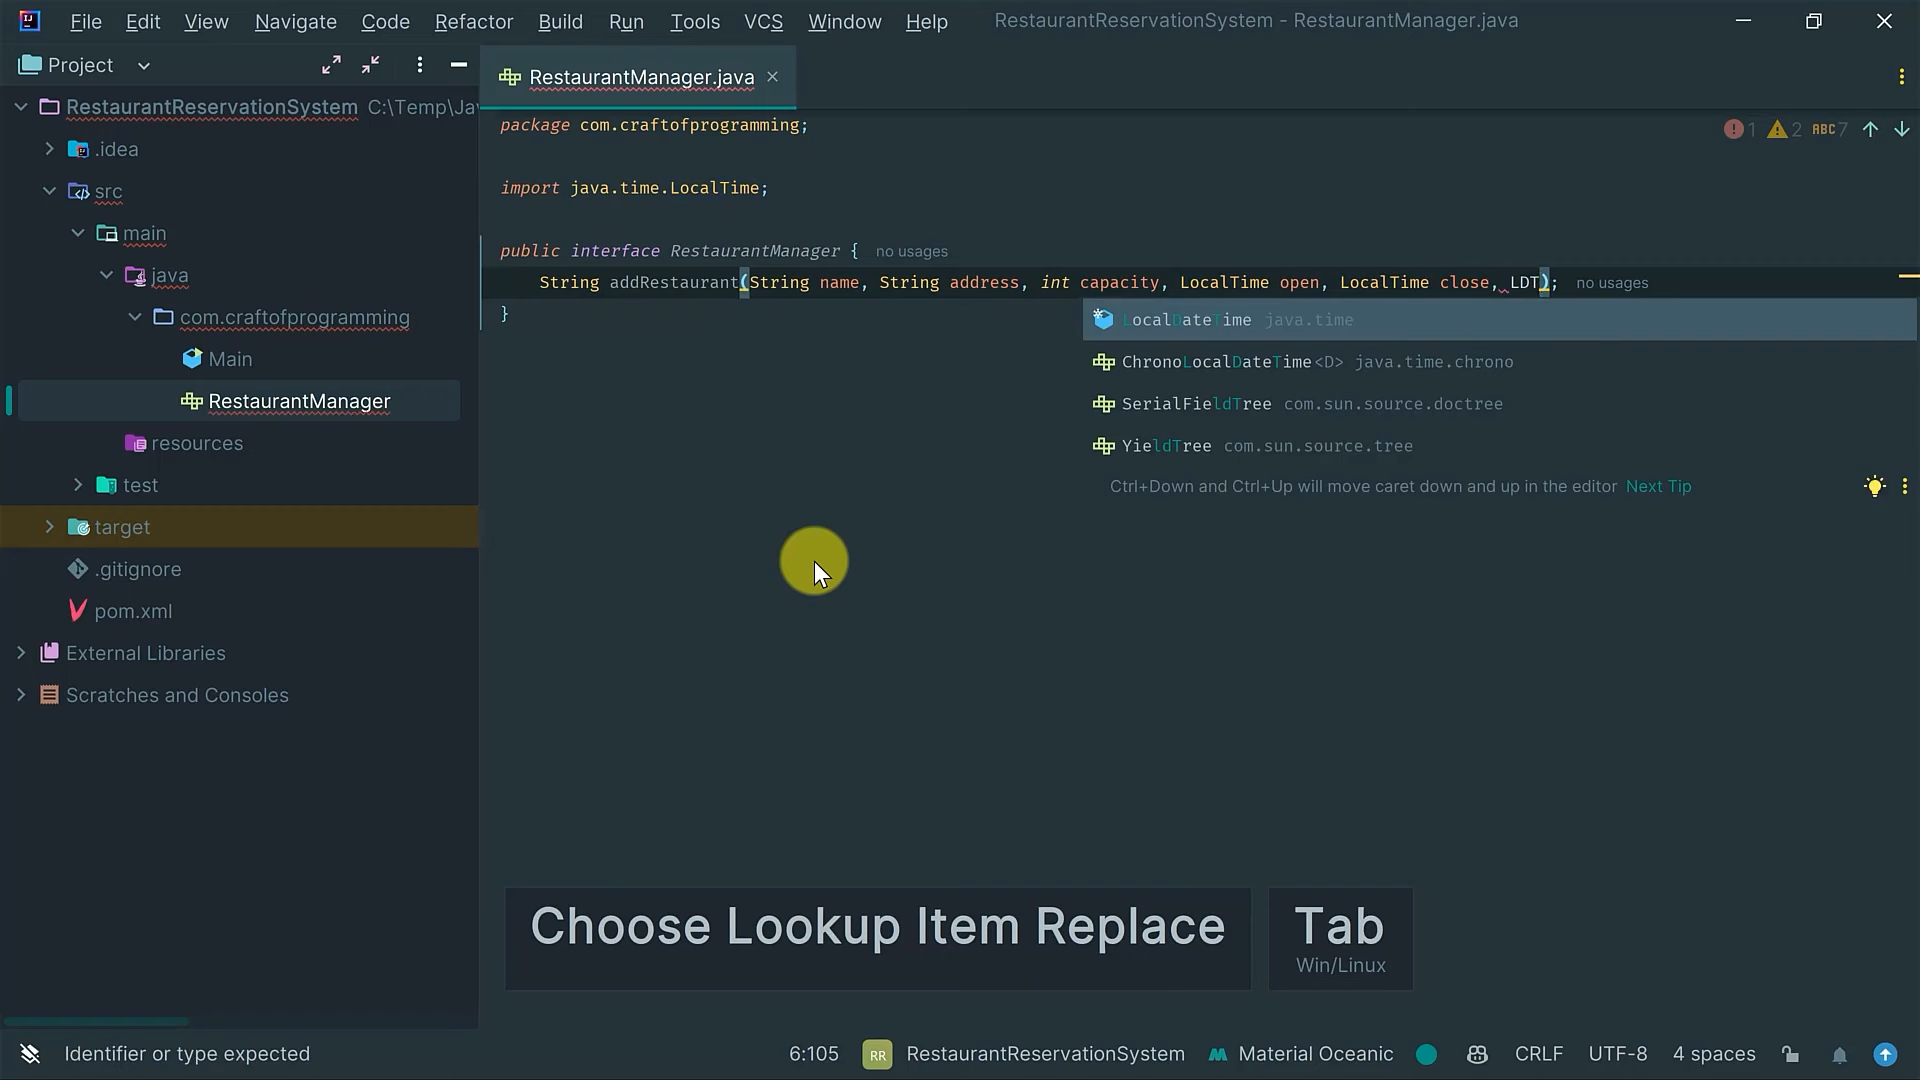 File Edit View Navigate Code Refactor Build Run Tools VCS Window Help RestaurantReservationSystem - RestaurantManager.java
Project
RestaurantManager.java
RestaurantReservationSystem C:\Temp\Ja
.idea
src
main
java
com.craftofprogramming
Main
RestaurantManager
resources
test
target
.gitignore
pom.xml
External Libraries
Scratches and Consoles
package com.craftofprogramming;
1 2 ABC 7
import java.time.LocalTime;
public interface RestaurantManager { no usages
String addRestaurant(String name, String address, int capacity, LocalTime open, LocalTime close, LDT); no usages
}
LocalDateTime java.time
ChronoLocalDateTime<D> java.time.chrono
SerialFieldTree com.sun.source.doctree
YieldTree com.sun.source.tree
Ctrl+Down and Ctrl+Up will move caret down and up in the editor Next Tip
Choose Lookup Item Replace
Tab
Win/Linux
Identifier or type expected
6:105 RR RestaurantReservationSystem Material Oceanic CRLF UTF-8 4 spaces